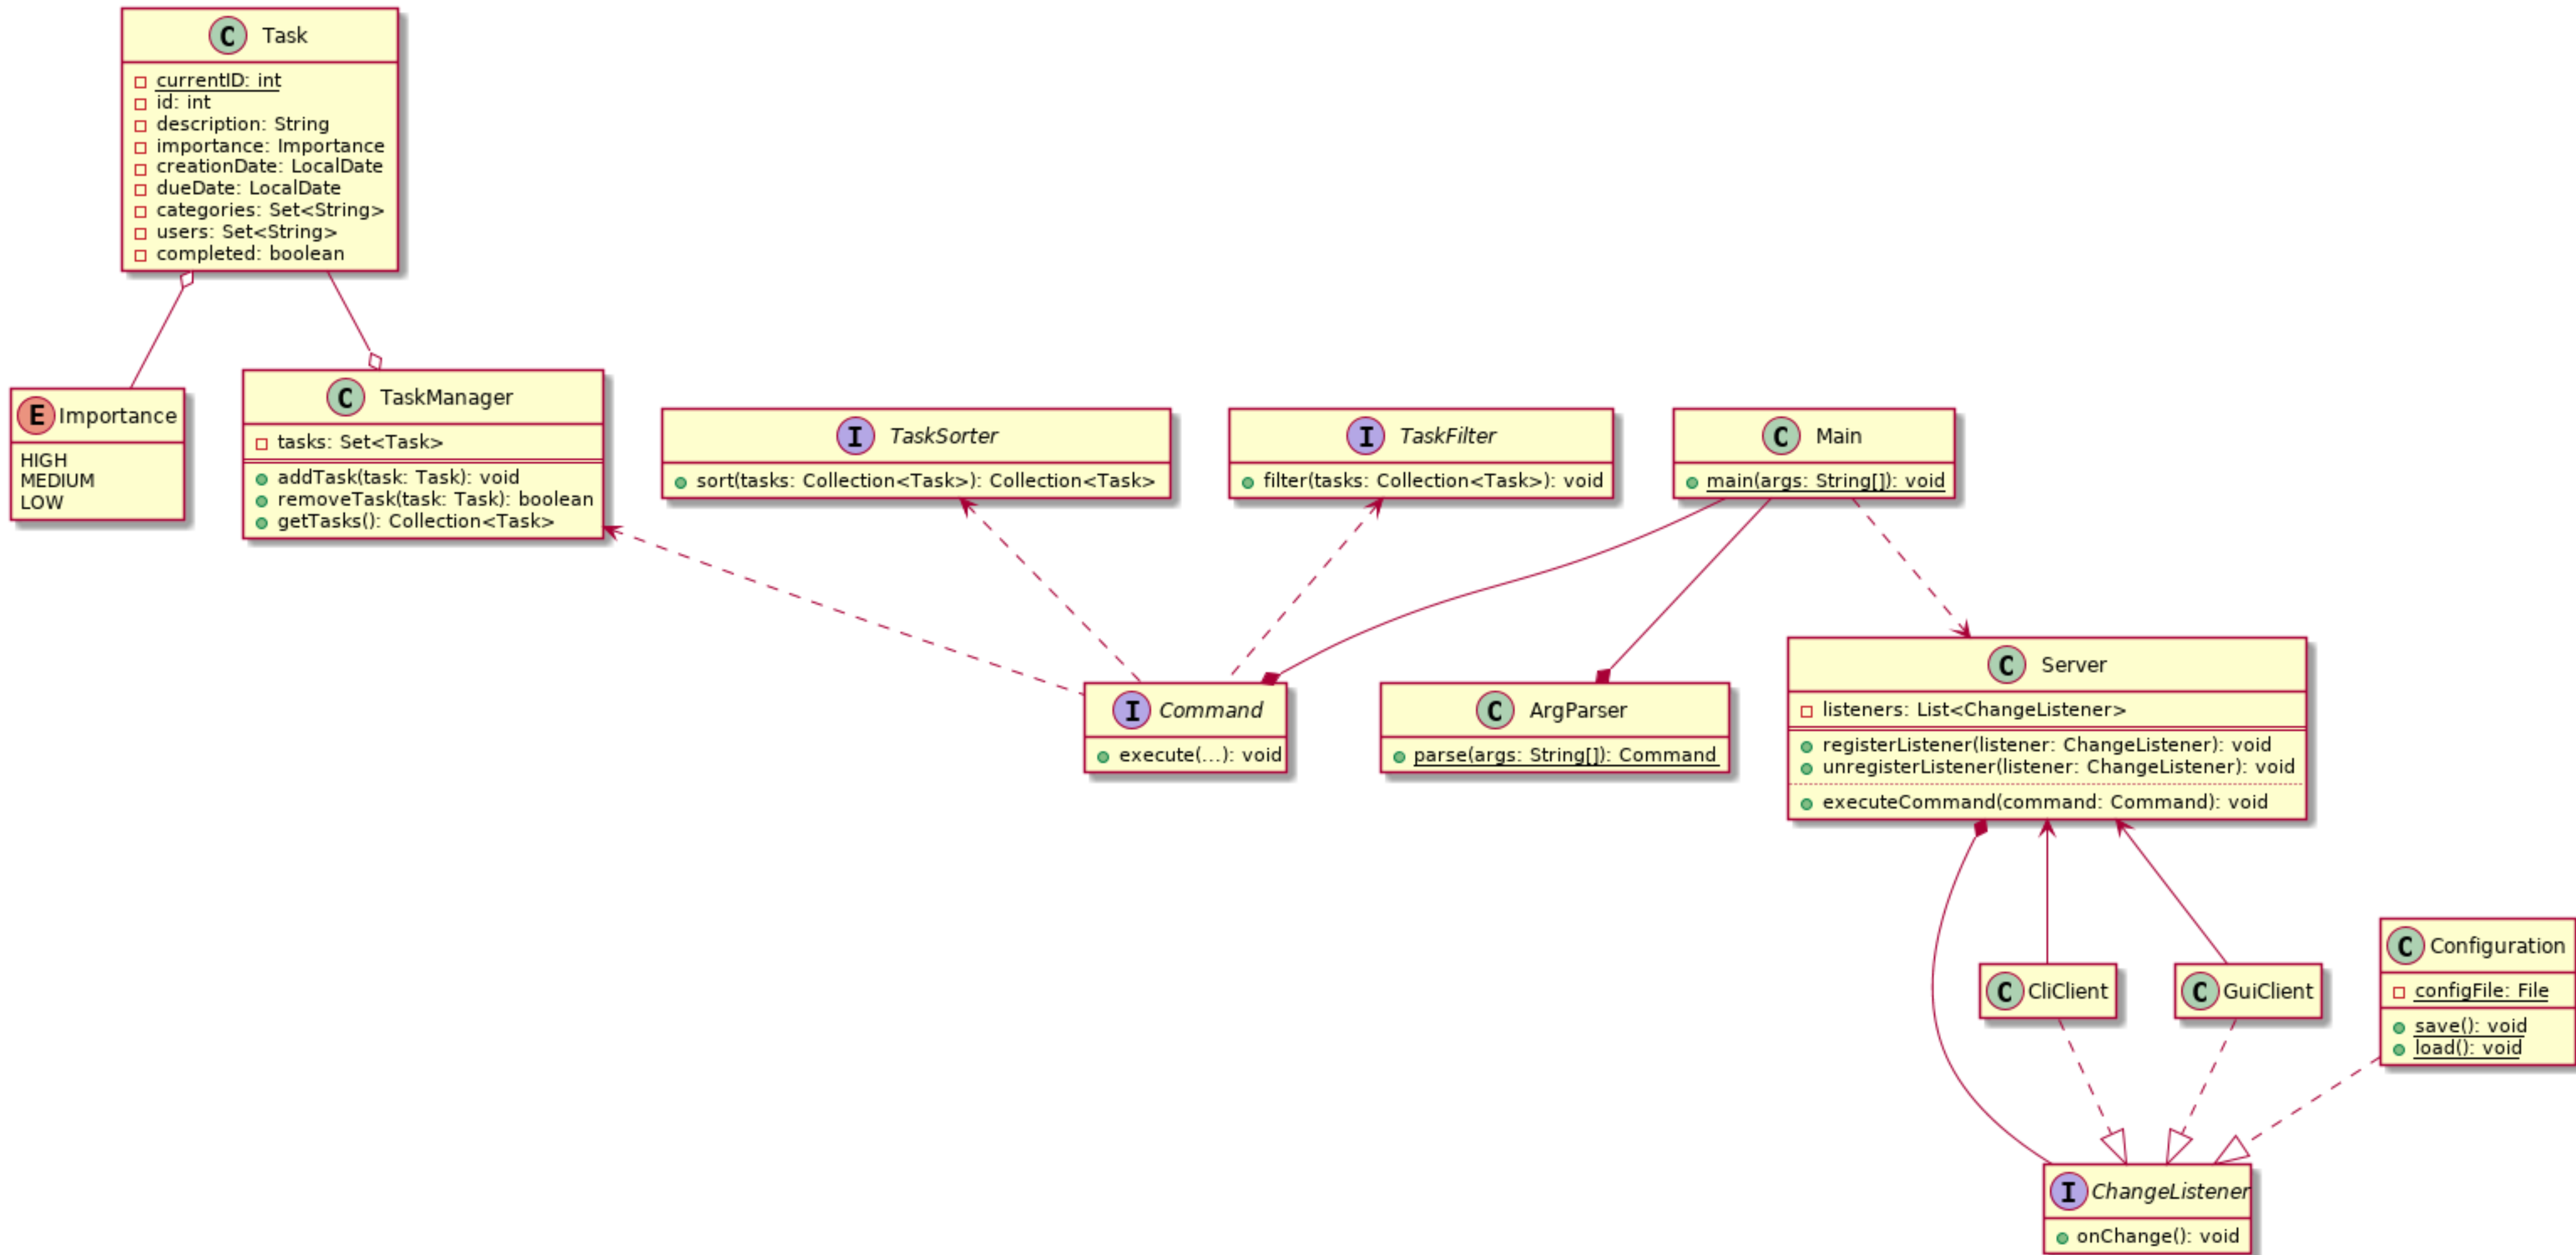 C Task
currentID: int
id: int
description: String
importance: Importance
creationDate: LocalDate
dueDate: LocalDate
categories: Set<String>
users: Set<String>
completed: boolean
E Importance
HIGH
MEDIUM
LOW
C TaskManager
tasks: Set<Task>
addTask(task: Task): void
removeTask(task: Task): boolean
getTasks(): Collection<Task>
I TaskSorter
sort(tasks: Collection<Task>): Collection<Task>
I TaskFilter
filter(tasks: Collection<Task>): void
C Main
main(args: String[]): void
I Command
execute(...): void
C ArgParser
parse(args: String[]): Command
C Server
listeners: List<ChangeListener>
registerListener(listener: ChangeListener): void
unregisterListener(listener: ChangeListener): void
executeCommand(command: Command): void
C CliClient
C GuiClient
C Configuration
configFile: File
save(): void
load(): void
I ChangeListener
onChange(): void